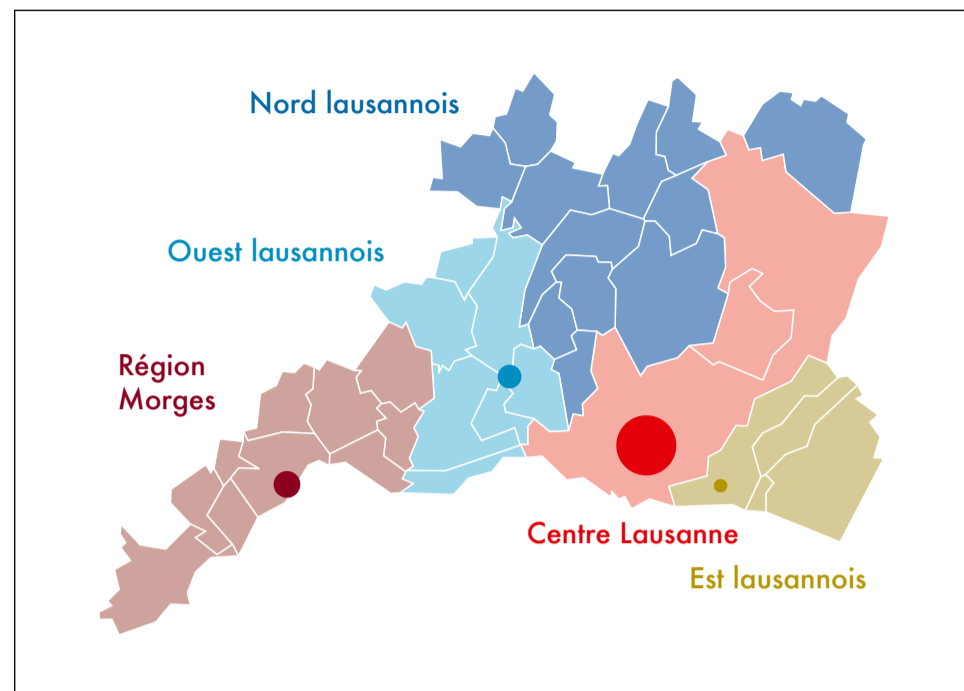 Nord lausannois
Ouest lausannois
Région
Morges
Centre Lausanne
Est lausannois